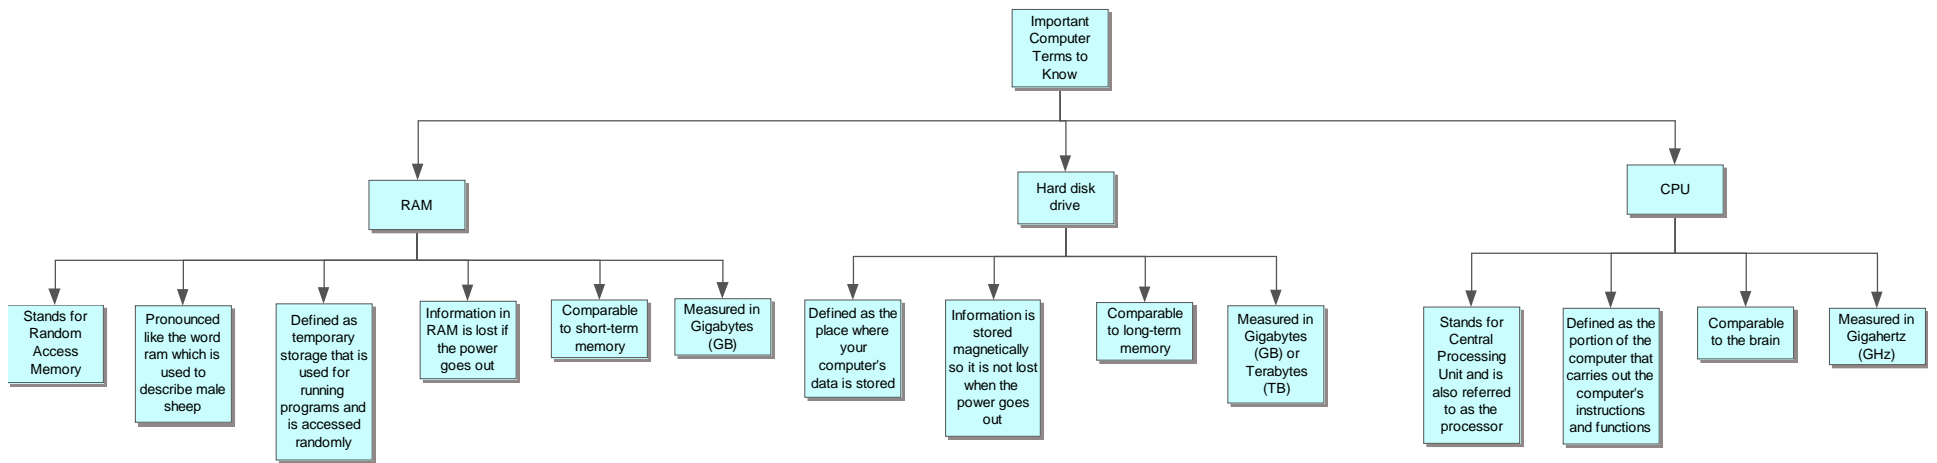 Important
Computer
Terms to
Know
RAM
Hard disk
drive
CPU
Stands for
Random
Access
Memory
Pronounced
like the word
ram which is
used to
describe male
sheep
Defined as
temporary
storage that is
used for
running
programs and
is accessed
randomly
Information in
RAM is lost if
the power
goes out
Comparable
to short-term
memory
Measured in
Gigabytes
(GB)
Defined as the
place where
your
computer's
data is stored
Information is
stored
magnetically
so it is not lost
when the
power goes
out
Comparable
to long-term
memory
Measured in
Gigabytes
(GB) or
Terabytes
(TB)
Stands for
Central
Processing
Unit and is
also referred
to as the
processor
Defined as the
portion of the
computer that
carries out the
computer's
instructions
and functions
Comparable
to the brain
Measured in
Gigahertz
(GHz)